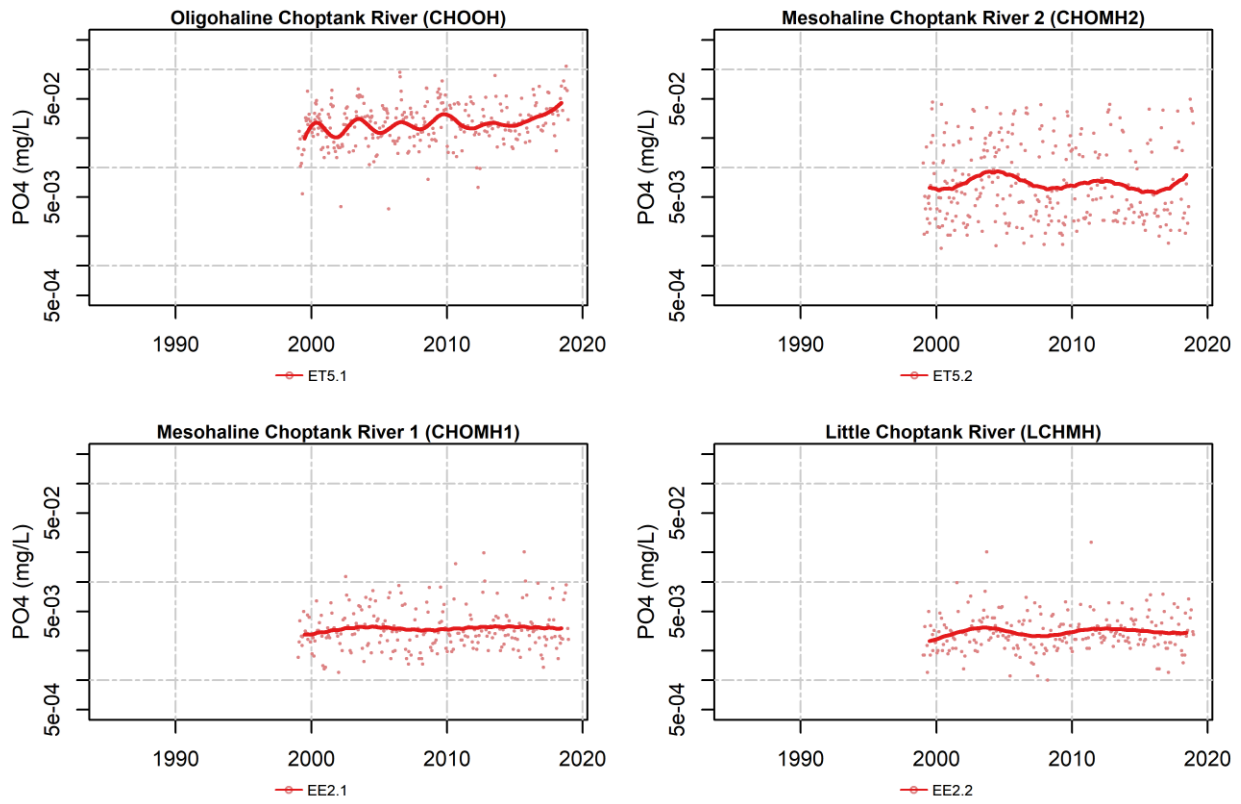 Oligohaline Choptank River (CHOOH)
PO4 (mg/L)
5e-02
5e-03
5e-04
1990 2000 2010 2020
ET5.1
Mesohaline Choptank River 2 (CHOMH2)
PO4 (mg/L)
5e-02
5e-03
5e-04
1990 2000 2010 2020
ET5.2
Mesohaline Choptank River 1 (CHOMH1)
PO4 (mg/L)
5e-02
5e-03
5e-04
1990 2000 2010 2020
EE2.1
Little Choptank River (LCHMH)
PO4 (mg/L)
5e-02
5e-03
5e-04
1990 2000 2010 2020
EE2.2